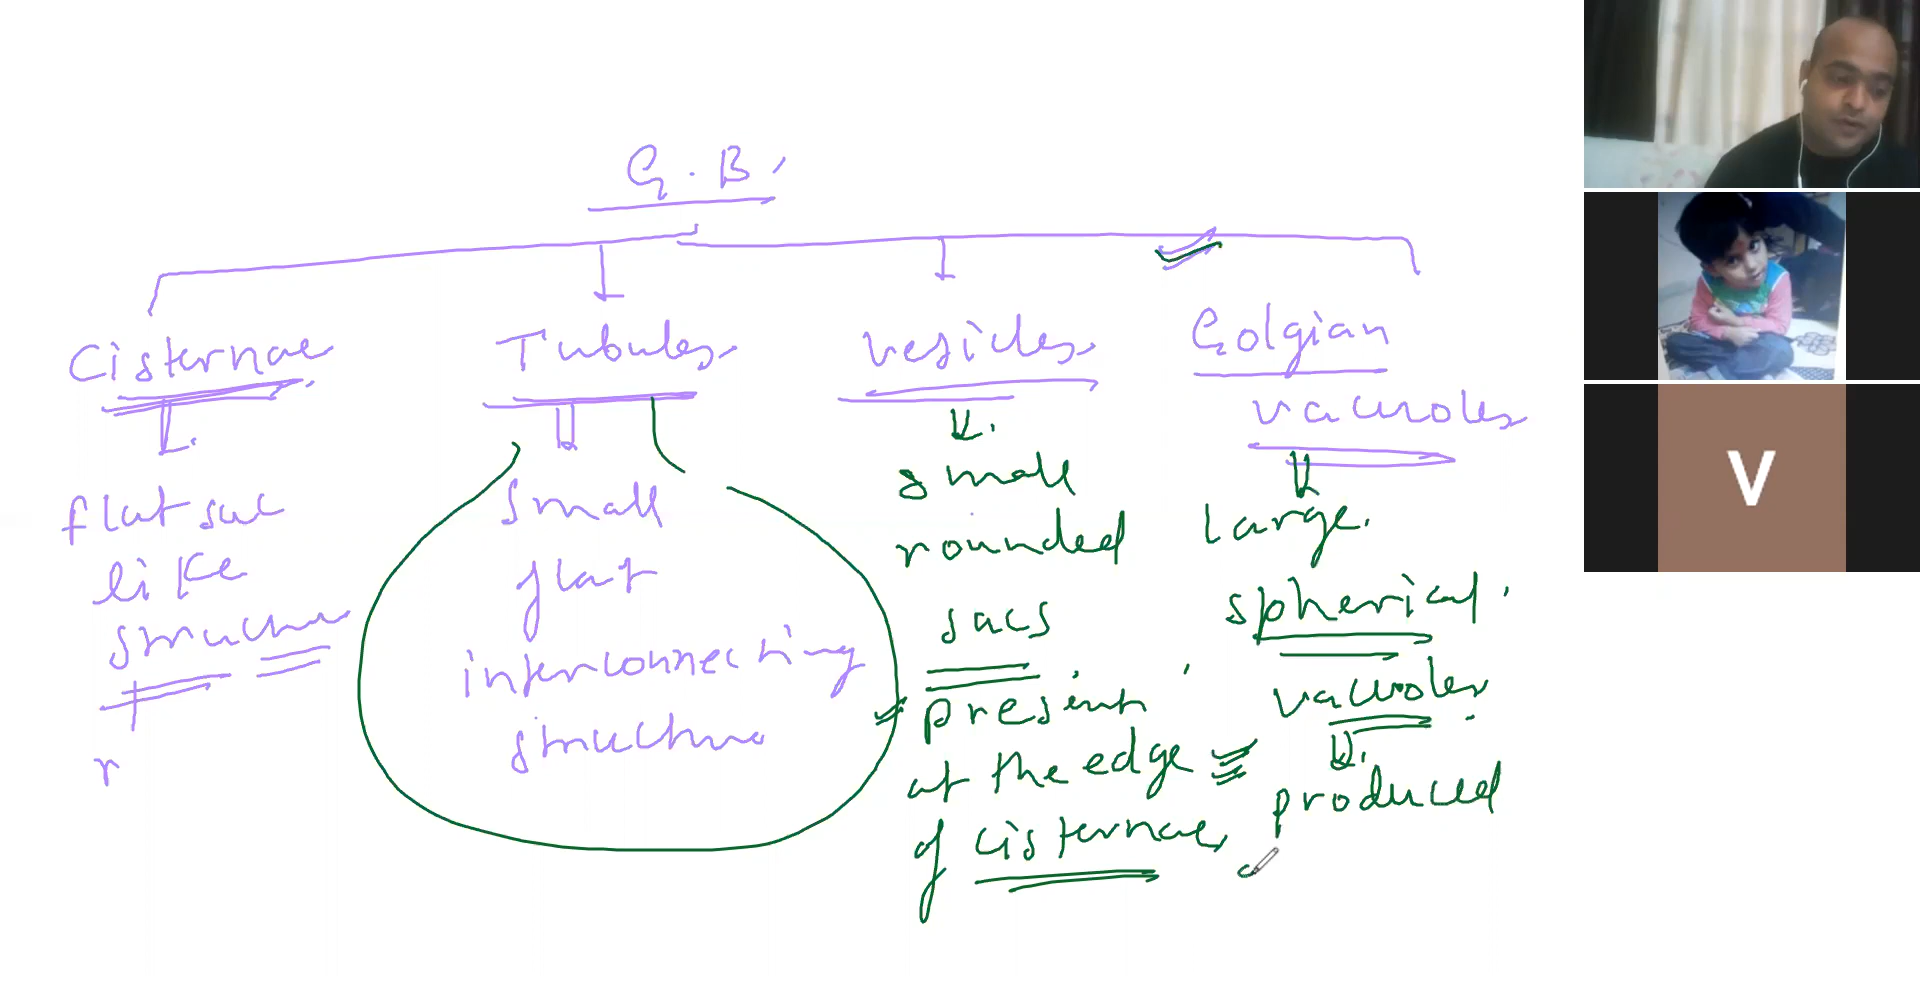 G.B.
Cisternae
Tubules
Vesicles
Golgian
vacuoles
flat sac
like
structure
r
small
flat
interconnecting
structure
small
rounded
sacs
present
at the edge
of cisternae
large.
spherical.
vacuoles
produced
V